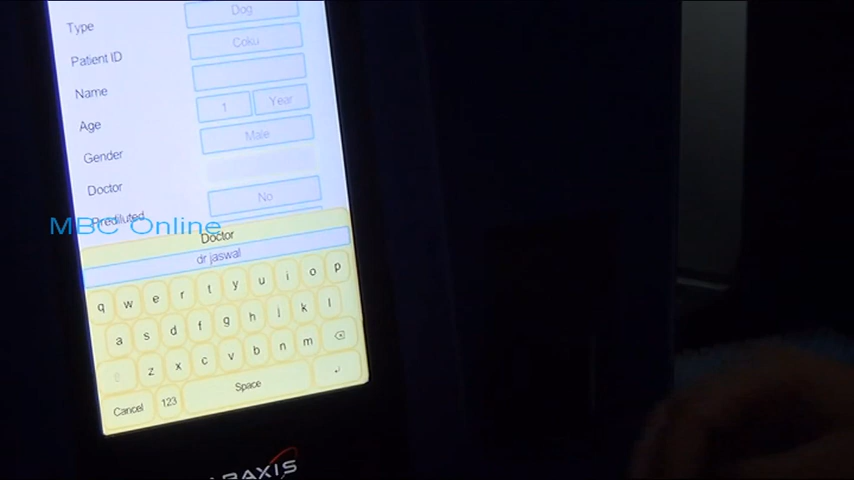 Type Dog
Patient ID Coku
Name
Age 1 Year
Gender Male
Doctor
Prediluted No
MBC Online
Doctor
dr jaswal
q w e r t y u i o p
a s d f g h j k l
z x c v b n m
Cancel 123 Space